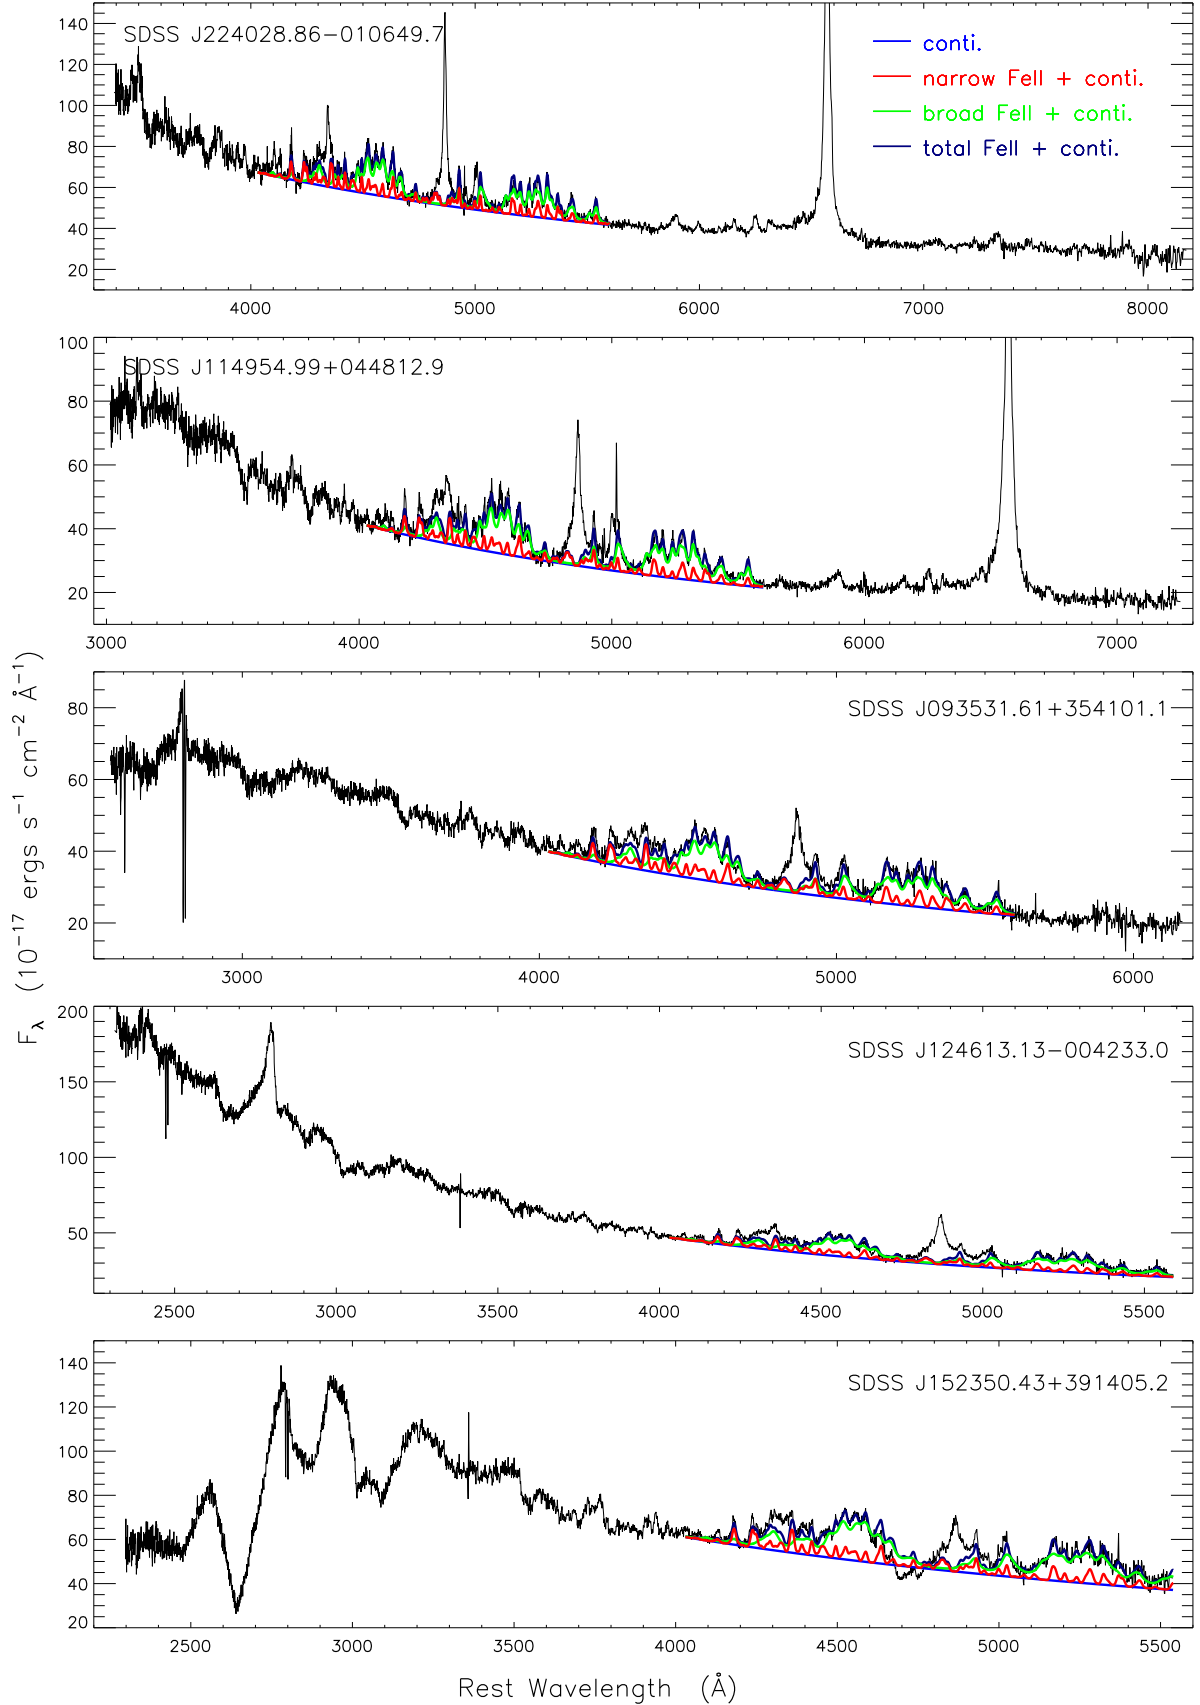 SDSS J224028.86−010649.7
conti.
narrow FeII + conti.
broad FeII + conti.
total FeII + conti.
140
120
100
80
60
40
20
4000 5000 6000 7000 8000
SDSS J114954.99+044812.9
100
80
60
40
20
3000 4000 5000 6000 7000
SDSS J093531.61+354101.1
80
60
40
20
3000 4000 5000 6000
SDSS J124613.13−004233.0
200
150
100
50
2500 3000 3500 4000 4500 5000 5500
SDSS J152350.43+391405.2
140
120
100
80
60
40
20
2500 3000 3500 4000 4500 5000 5500
Fλ (10⁻¹⁷ ergs s⁻¹ cm⁻² Å⁻¹)
Rest Wavelength (Å)